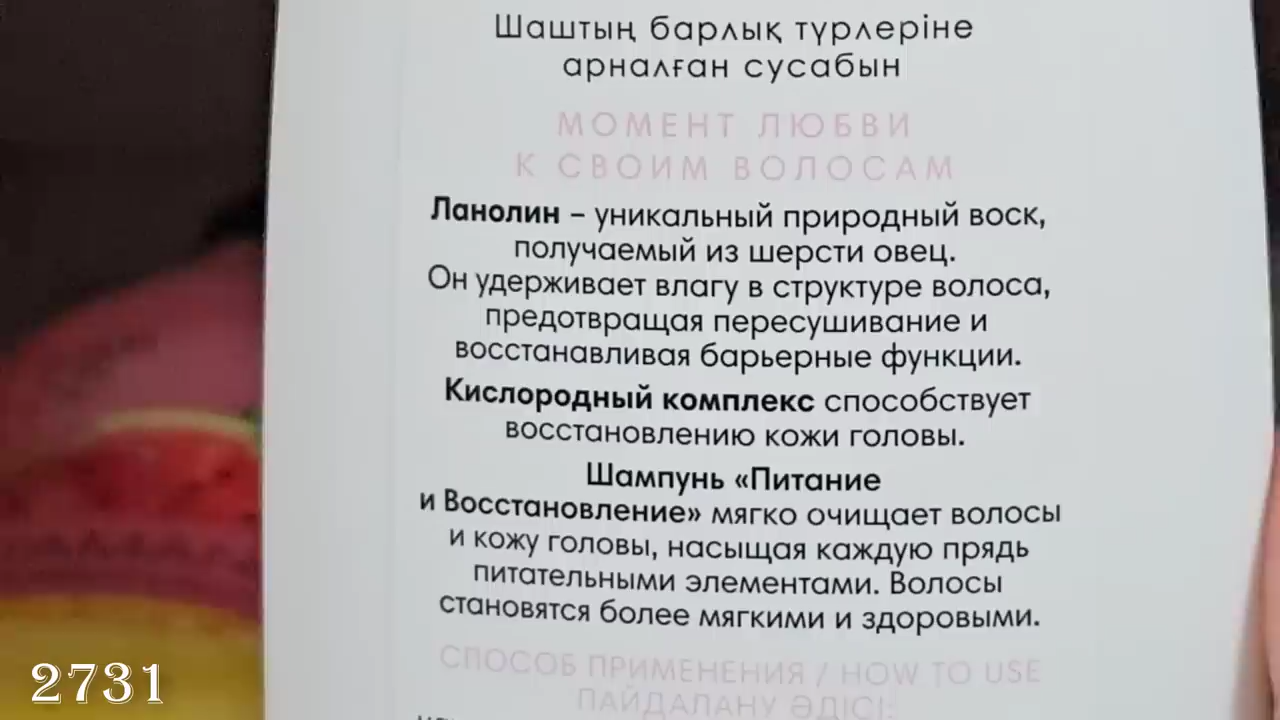 Шаштың барлық түрлеріне
арналған сусабын
МОМЕНТ ЛЮБВИ
К СВОИМ ВОЛОСАМ
Ланолин – уникальный природный воск,
получаемый из шерсти овец.
Он удерживает влагу в структуре волоса,
предотвращая пересушивание и
восстанавливая барьерные функции.
Кислородный комплекс способствует
восстановлению кожи головы.
Шампунь «Питание
и Восстановление» мягко очищает волосы
и кожу головы, насыщая каждую прядь
питательными элементами. Волосы
становятся более мягкими и здоровыми.
СПОСОБ ПРИМЕНЕНИЯ / HOW TO USE
ПАЙДАЛАНУ ӘДІСІ:
2731